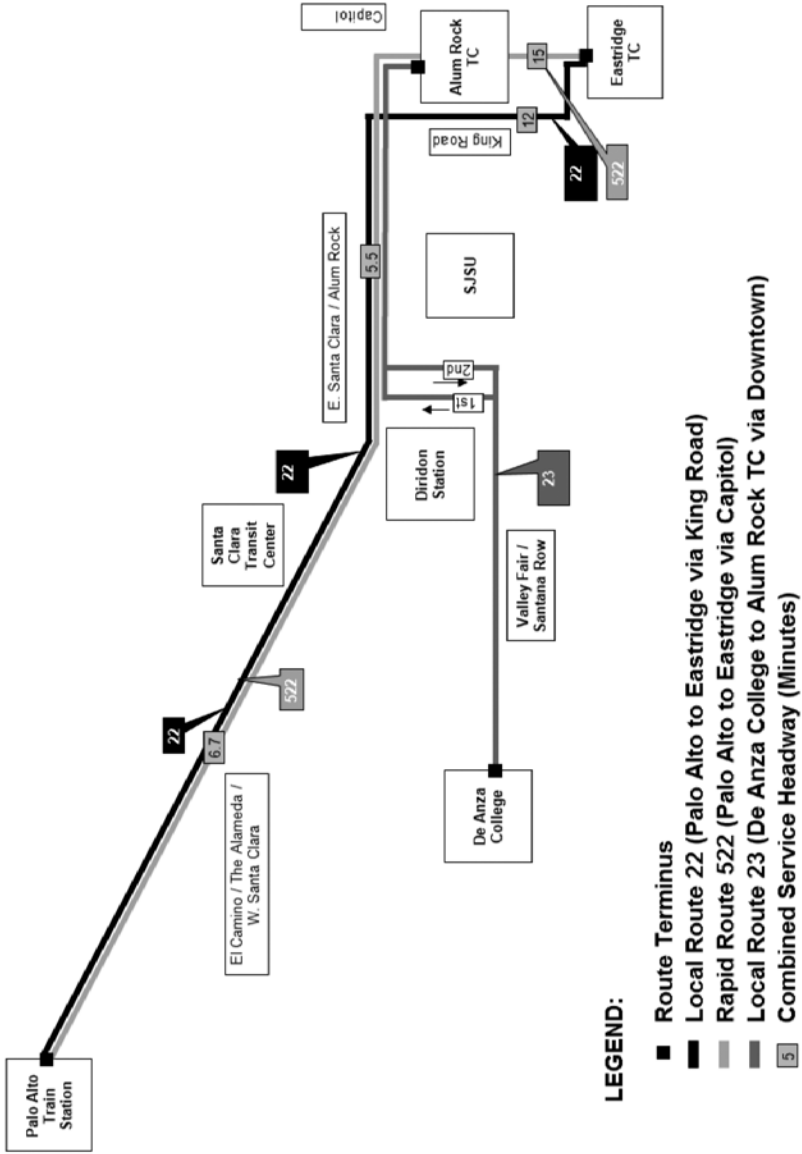 Palo Alto
Train
Station
El Camino / The Alameda /
W. Santa Clara
6.7
22
522
Santa
Clara
Transit
Center
22
E. Santa Clara / Alum Rock
5.5
King Road
Capitol
Alum Rock
TC
15
12
Eastridge
TC
22
522
SJSU
2nd
1st
Diridon
Station
23
Valley Fair /
Santana Row
De Anza
College
LEGEND:
Route Terminus
Local Route 22 (Palo Alto to Eastridge via King Road)
Rapid Route 522 (Palo Alto to Eastridge via Capitol)
Local Route 23 (De Anza College to Alum Rock TC via Downtown)
5 Combined Service Headway (Minutes)